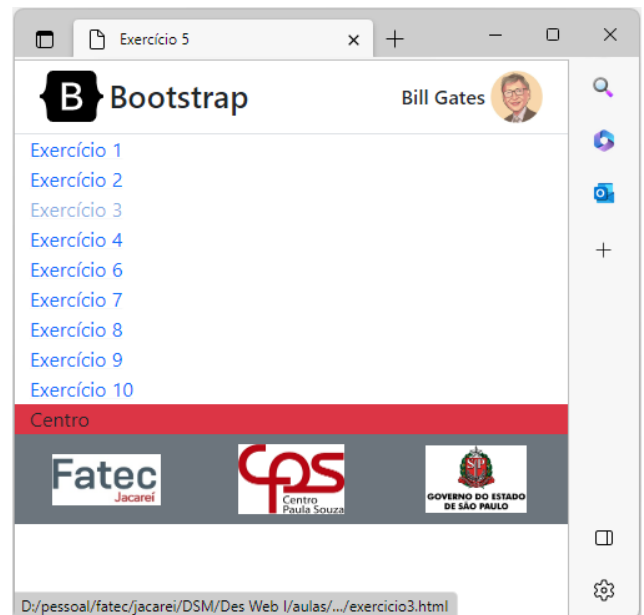 Exercício 5
B Bootstrap
Bill Gates
Exercício 1
Exercício 2
Exercício 3
Exercício 4
Exercício 6
Exercício 7
Exercício 8
Exercício 9
Exercício 10
Centro
Fatec
Jacareí
CPS
Centro
Paula Souza
GOVERNO DO ESTADO
DE SÃO PAULO
D:/pessoal/fatec/jacarei/DSM/Des Web I/aulas/.../exercicio3.html